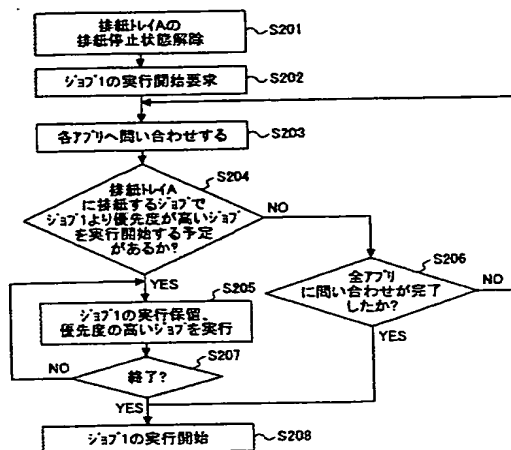 排紙トレイAの
排紙停止状態解除
S201
ジョブ1の実行開始要求
S202
各アプリへ問い合わせする
S203
S204
排紙トレイA
に排紙するジョブで
ジョブ1より優先度が高いジョブ
を実行開始する予定
があるか?
NO
YES
S206
全アプリ
に問い合わせが完了
したか?
NO
YES
S205
ジョブ1の実行保留、
優先度の高いジョブを実行
S207
終了?
NO
YES
ジョブ1の実行開始
S208